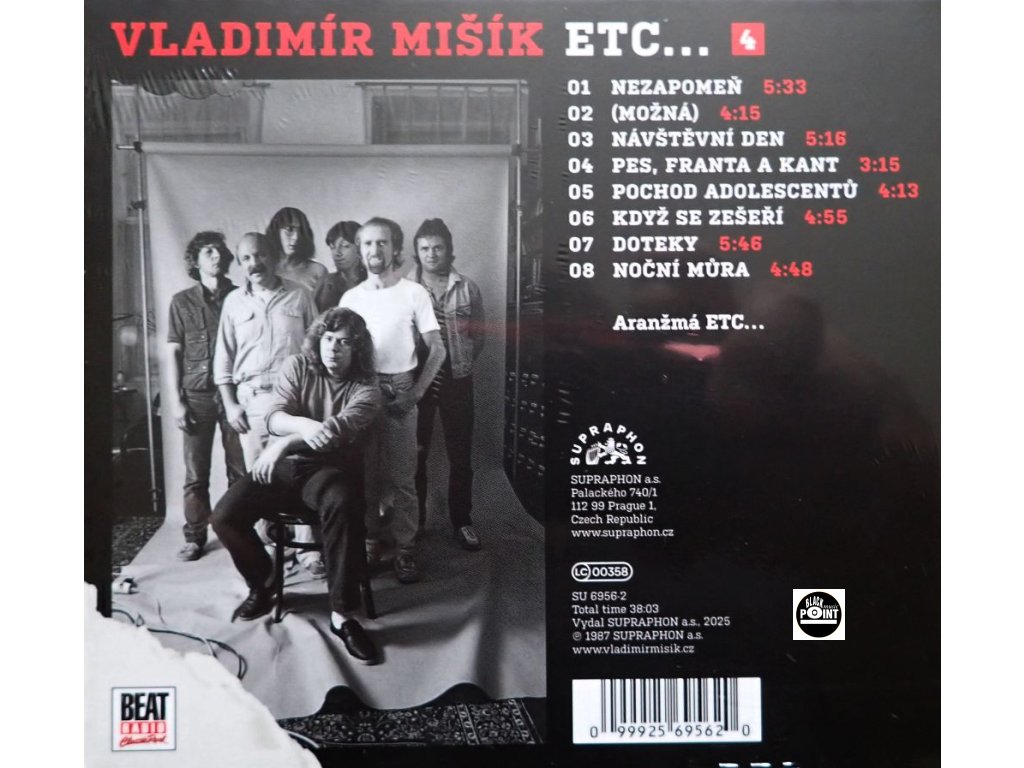 VLADIMÍR MIŠÍK ETC... 4
01 NEZAPOMEŇ 5:33
02 (MOŽNÁ) 4:15
03 NÁVŠTĚVNÍ DEN 5:16
04 PES, FRANTA A KANT 3:15
05 POCHOD ADOLESCENTŮ 4:13
06 KDYŽ SE ZEŠEŘÍ 4:55
07 DOTEKY 5:46
08 NOČNÍ MŮRA 4:48
Aranžmá ETC...
SUPRAPHON
SUPRAPHON a.s.
Palackého 740/1
112 99 Prague 1,
Czech Republic
www.supraphon.cz
LC 00358
SU 6956-2
Total time 38:03
Vydal SUPRAPHON a.s., 2025
℗ 1987 SUPRAPHON a.s.
www.vladimirmisik.cz
BLACK
music
POINT
BEAT
RADIO
ClassicRock
0 99925 69562 0